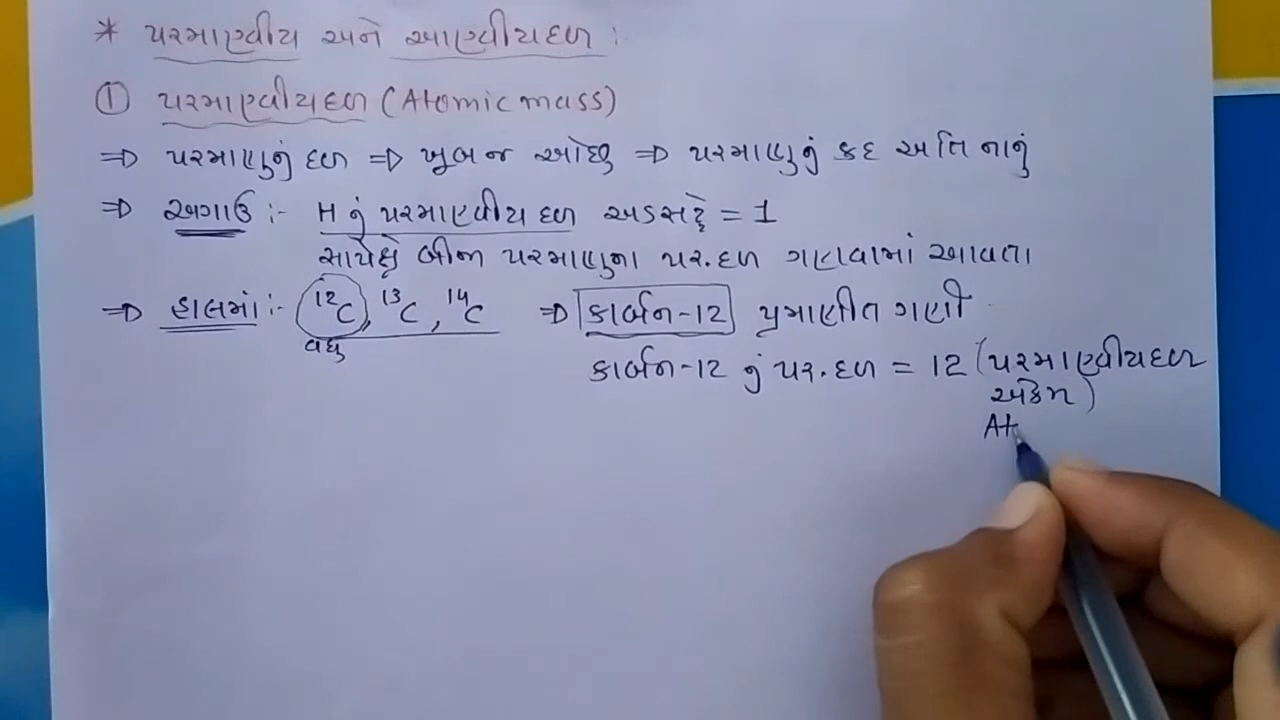 * પરમાણ્વીય અને આણ્વીયદળ :
① પરમાણ્વીયદળ (Atomic mass)
⇒ પરમાણુનું દળ ⇒ ખુબ જ ઓછુ ⇒ પરમાણુનું કદ અતિ નાનું
⇒ અગાઉ :- H નું પરમાણ્વીય દળ અડસટ્ટે = 1
સાપેક્ષે બીજા પરમાણુના પર.દળ ગણવામાં આવતા
⇒ હાલમાં :- ¹²C, ¹³C, ¹⁴C ⇒ કાર્બન-12 પ્રમાણીત ગણી
વધુ
કાર્બન-12 નું પર.દળ = 12 (પરમાણ્વીયદળ
એકમ)
At